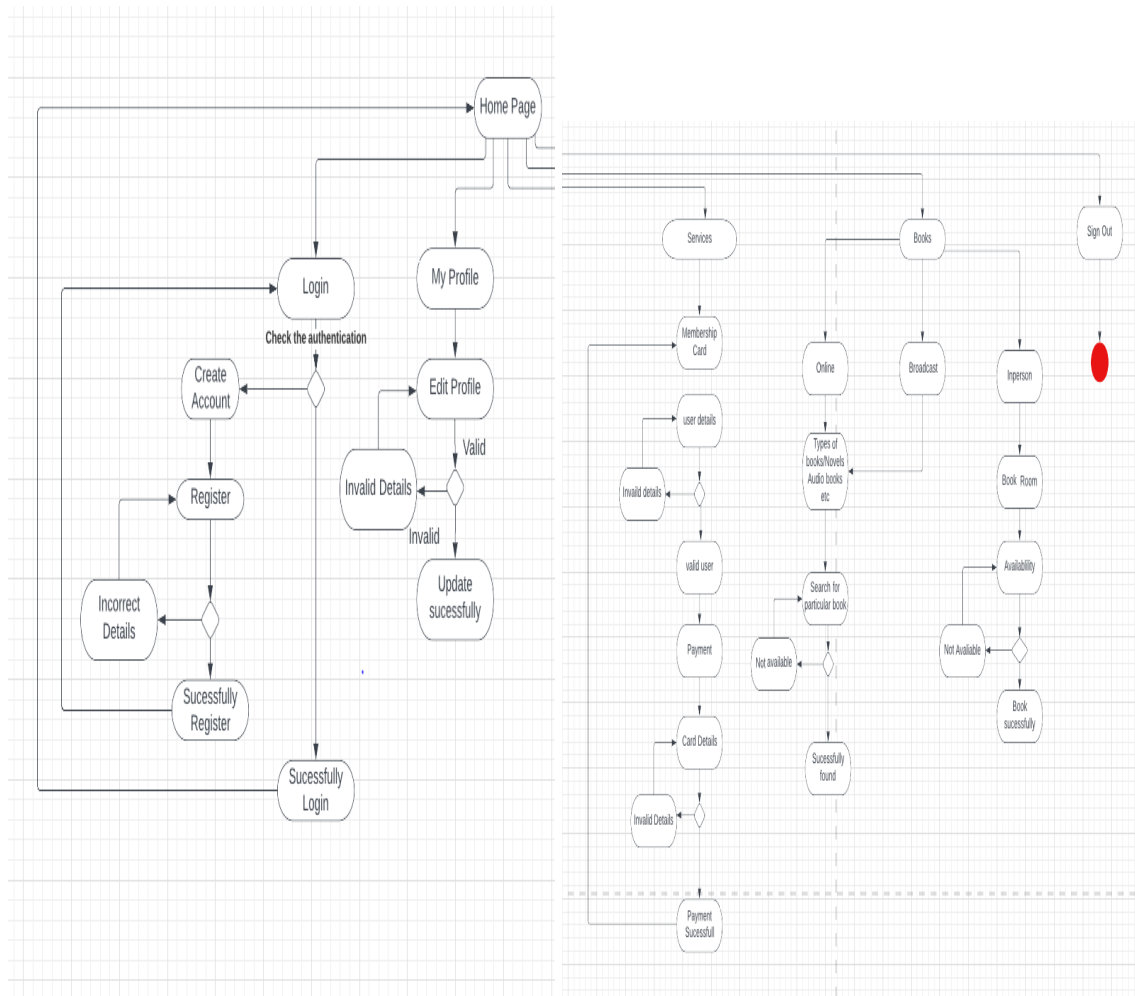 Home Page
Login
Check the authentication
Create
Account
Register
Incorrect
Details
Sucessfully
Register
Sucessfully
Login
My Profile
Edit Profile
Valid
Invalid Details
Invalid
Update
sucessfully
Services
Membership
Card
user details
Invaild details
valid user
Payment
Card Details
Invalid Details
Payment
Sucessfull
Books
Online
Types of
books/Novels
Audio books
etc
Search for
particular book
Not available
Sucessfully
found
Broadcast
Inperson
Book Room
Availablility
Not Avaliable
Book
sucessfully
Sign Out